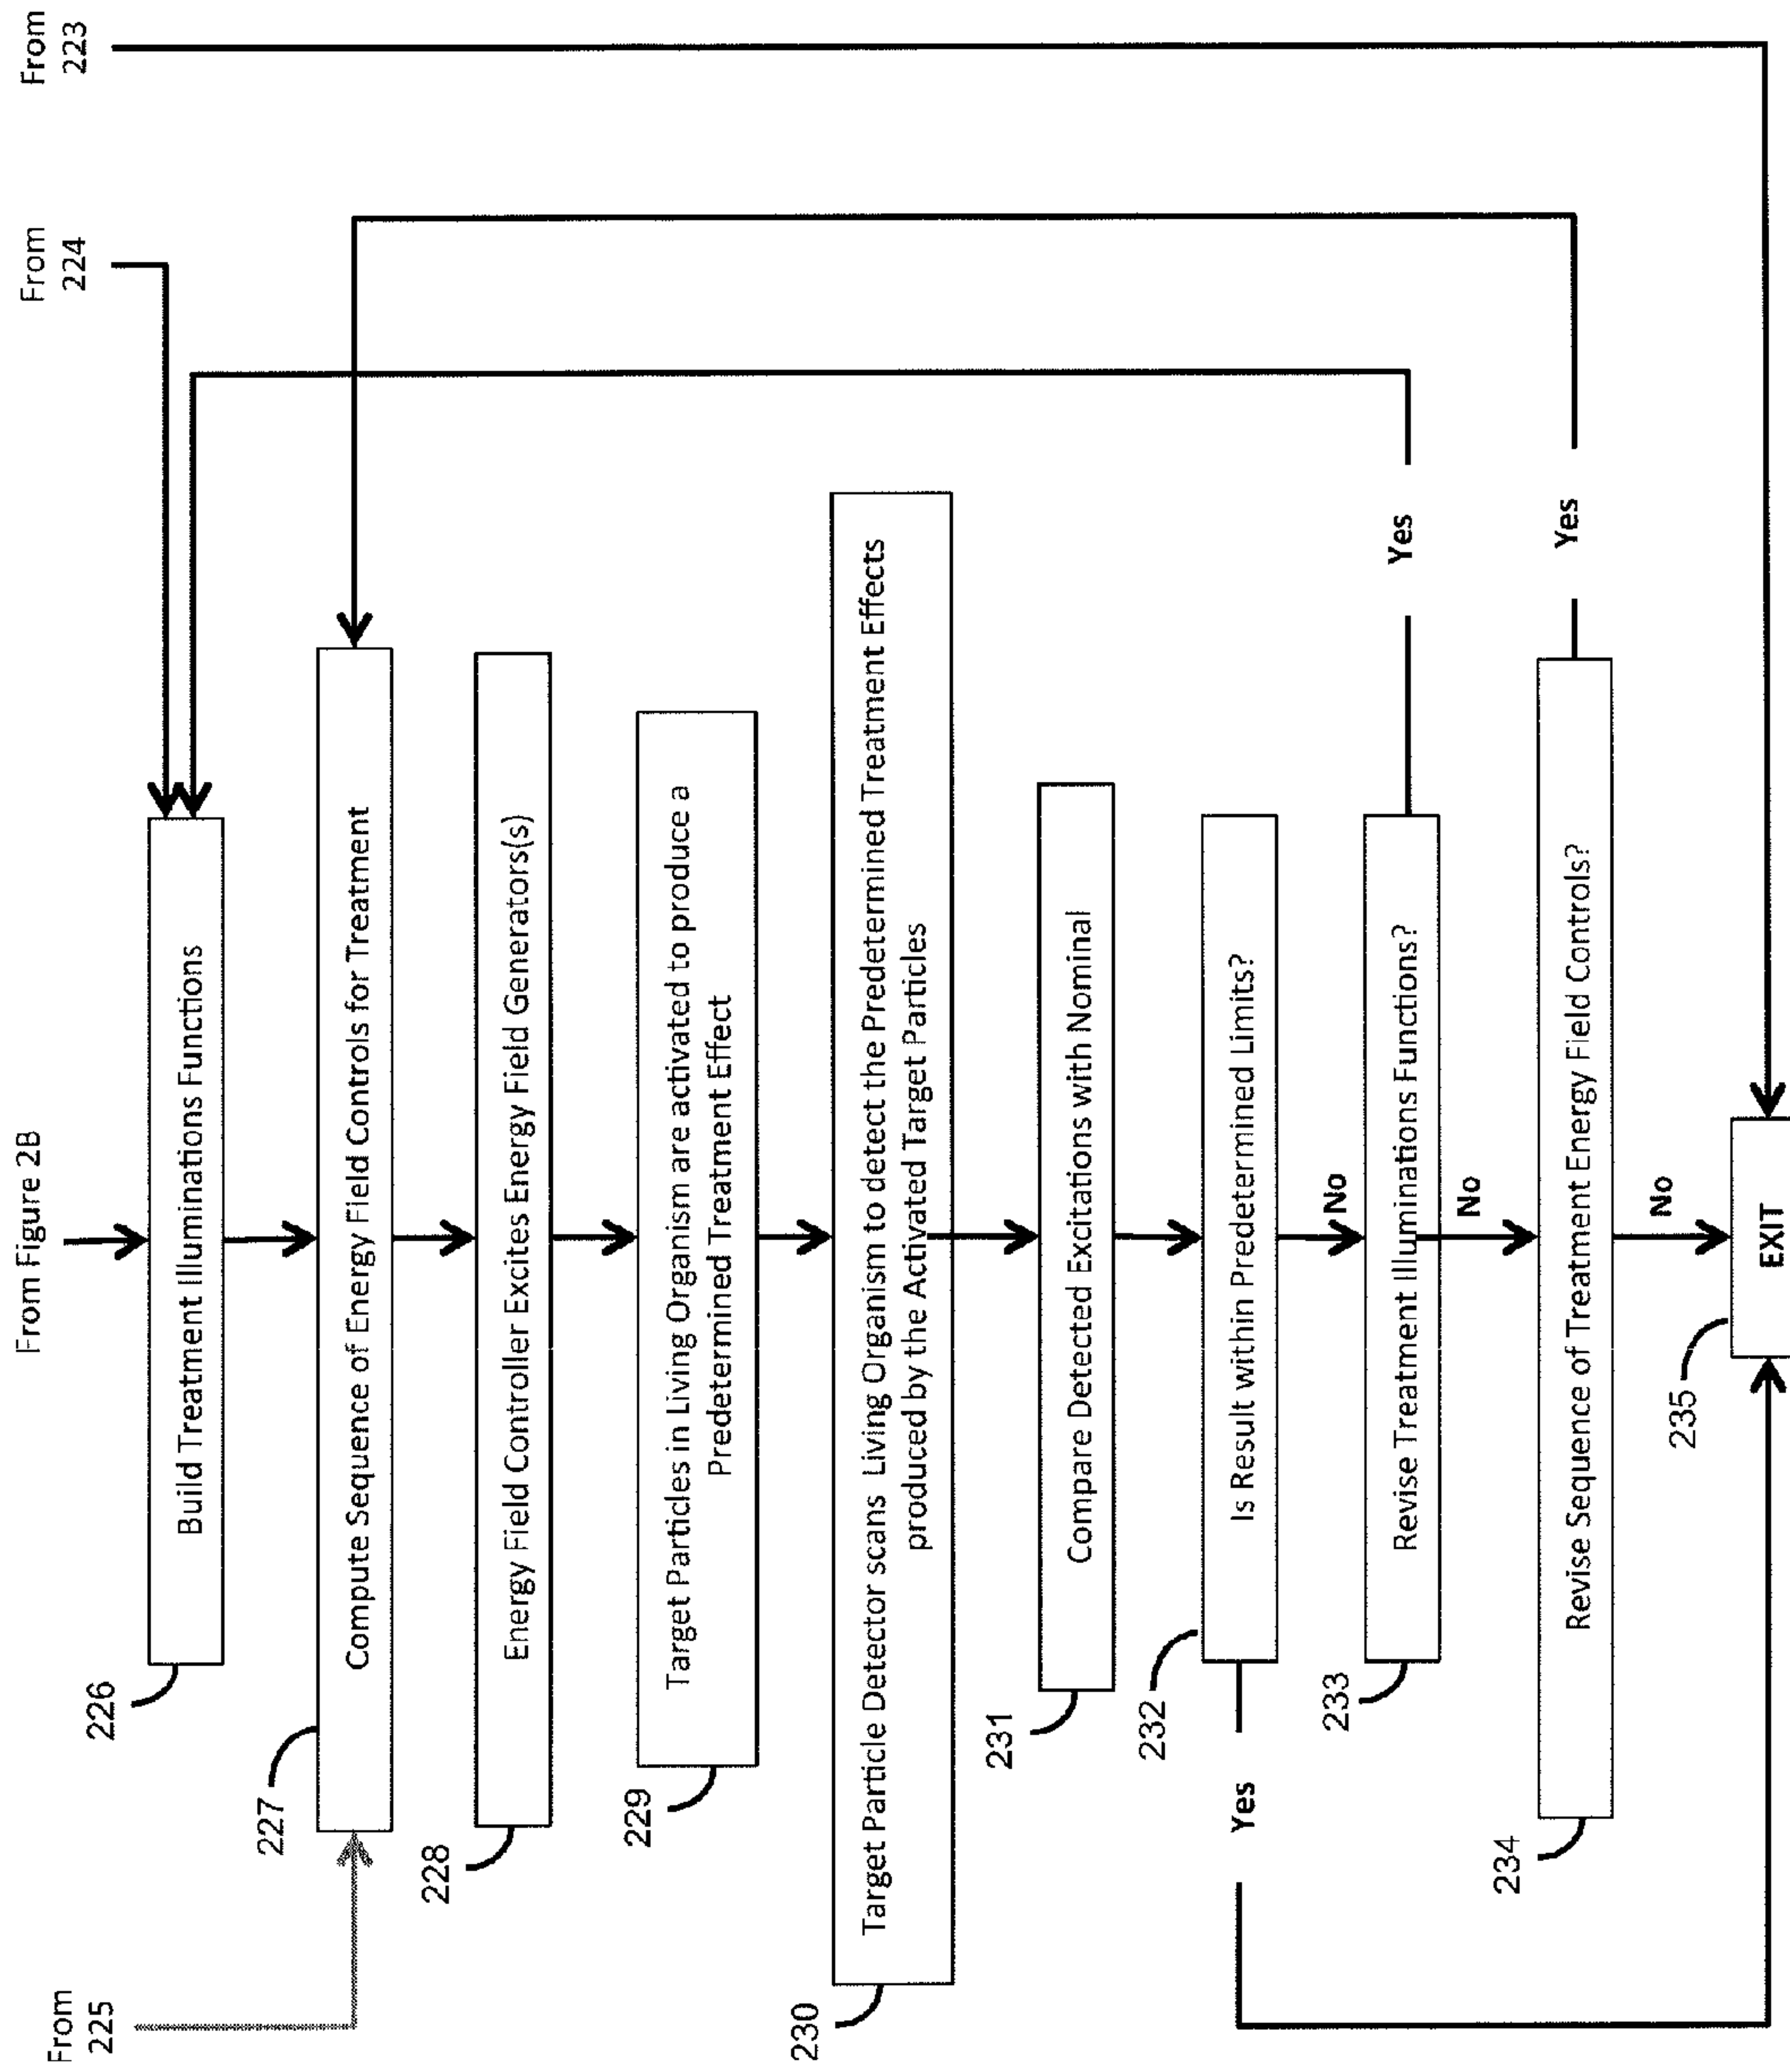 From Figure 2B
From
225
From
224
From
223
226
Build Treatment Illuminations Functions
227
Compute Sequence of Energy Field Controls for Treatment
228
Energy Field Controller Excites Energy Field Generators(s)
229
Target Particles in Living Organism are activated to produce a
Predetermined Treatment Effect
230
Target Particle Detector scans Living Organism to detect the Predetermined Treatment Effects
produced by the Activated Target Particles
231
Compare Detected Excitations with Nominal
232
Is Result within Predetermined Limits?
Yes
No
233
Revise Treatment Illuminations Functions?
Yes
No
234
Revise Sequence of Treatment Energy Field Controls?
Yes
No
235
EXIT